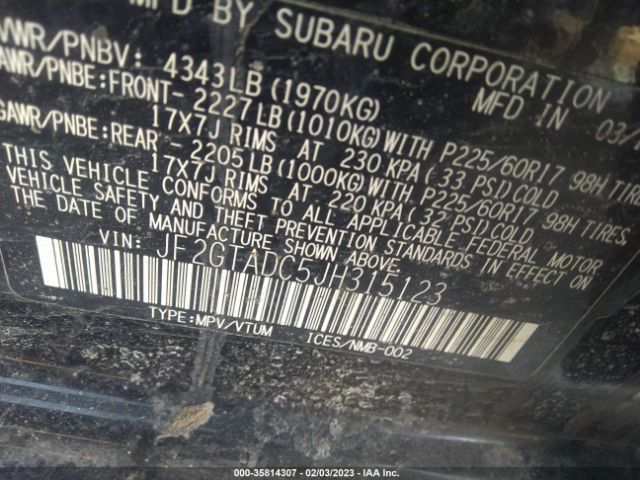 MFD BY SUBARU CORPORATION
GVWR/PNBV: 4343LB (1970KG) MFD IN 03/
GAWR/PNBE: FRONT- 2227LB (1010KG) WITH P225/60R17 98H TIRES,
17X7J RIMS AT 230 KPA (33 PSI) COLD
GAWR/PNBE: REAR - 2205LB (1000KG) WITH P225/60R17 98H TIRES,
17X7J RIMS AT 220 KPA (32 PSI) COLD
THIS VEHICLE CONFORMS TO ALL APPLICABLE FEDERAL MOTOR
VEHICLE SAFETY AND THEFT PREVENTION STANDARDS IN EFFECT ON
THE DATE OF MANUFACTURE SHOWN ABOVE.
VIN: JF2GTADC5JH315123
TYPE: MPV/VTUM ICES/NMB-002
000-35814307 - 02/03/2023 - IAA Inc.